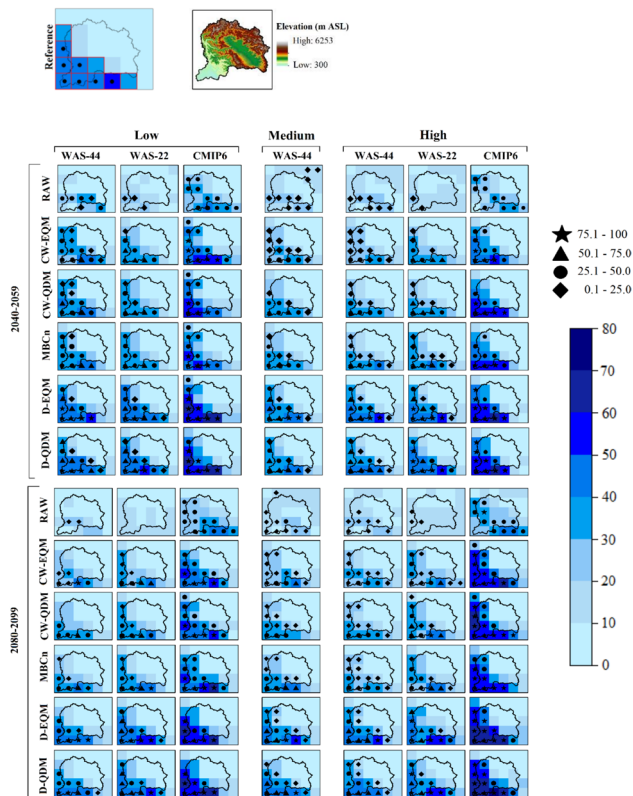 Reference
Elevation (m ASL)
High: 6253
Low: 300
Low
Medium
High
WAS-44
WAS-22
CMIP6
WAS-44
WAS-44
WAS-22
CMIP6
2040-2059
RAW
CW-EQM
CW-QDM
MBCn
D-EQM
D-QDM
2080-2099
RAW
CW-EQM
CW-QDM
MBCn
D-EQM
D-QDM
75.1 - 100
50.1 - 75.0
25.1 - 50.0
0.1 - 25.0
80
70
60
50
40
30
20
10
0